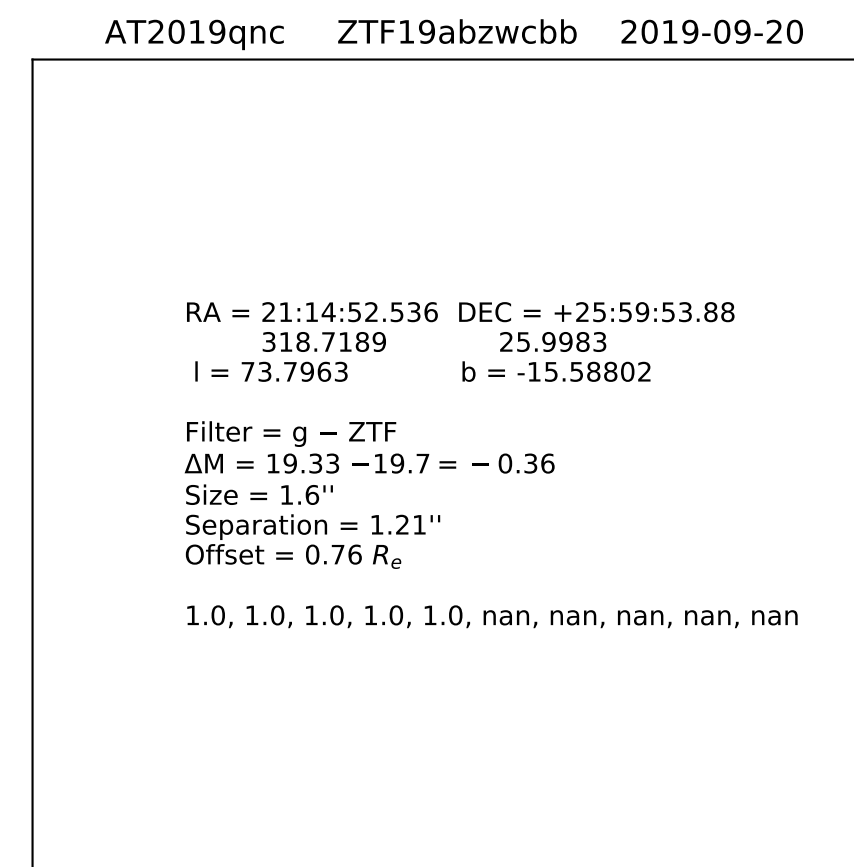 AT2019qnc ZTF19abzwcbb 2019-09-20
RA = 21:14:52.536 DEC = +25:59:53.88
318.7189 25.9983
l = 73.7963 b = -15.58802
Filter = g − ZTF
ΔM = 19.33 −19.7 = − 0.36
Size = 1.6''
Separation = 1.21''
Offset = 0.76 Re
1.0, 1.0, 1.0, 1.0, 1.0, nan, nan, nan, nan, nan